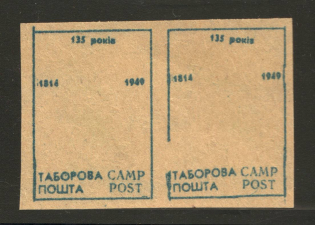 135 років
1814 1949
ТАБОРОВА CAMP
ПОШТА POST
135 років
1814 1949
ТАБОРОВА CAMP
ПОШТА POST